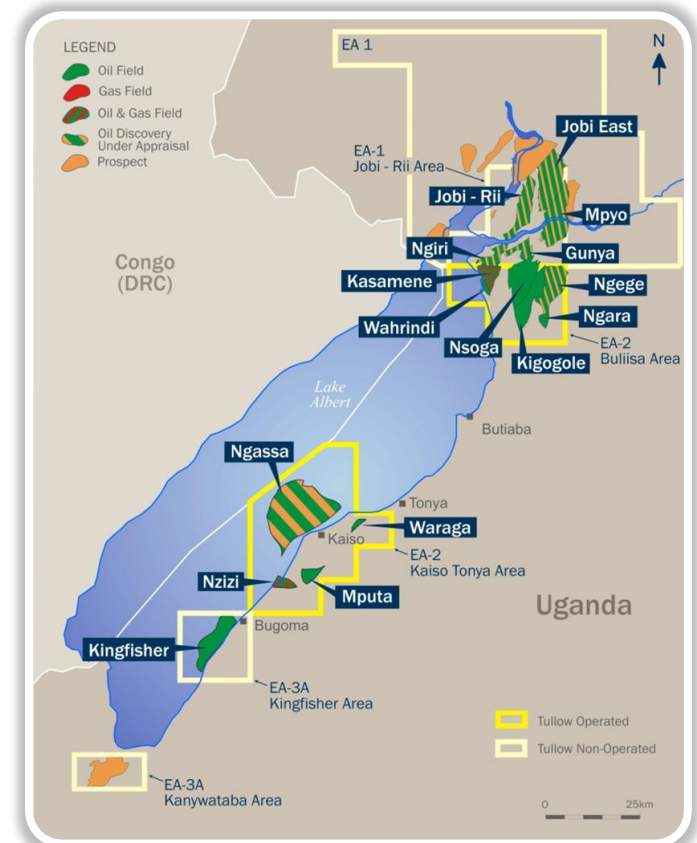 LEGEND
Oil Field
Gas Field
Oil & Gas Field
Oil Discovery
Under Appraisal
Prospect
EA 1
N
EA-1
Jobi - Rii Area
Jobi East
Jobi - Rii
Mpyo
Ngiri
Gunya
Congo
(DRC)
Kasamene
Ngege
Wahrindi
Ngara
Nsoga
Kigogole
EA-2
Buliisa Area
Lake
Albert
Butiaba
Ngassa
Tonya
Waraga
Kaiso
EA-2
Kaiso Tonya Area
Nzizi
Mputa
Uganda
Bugoma
Kingfisher
EA-3A
Kingfisher Area
Tullow Operated
Tullow Non-Operated
EA-3A
Kanywataba Area
0 25km